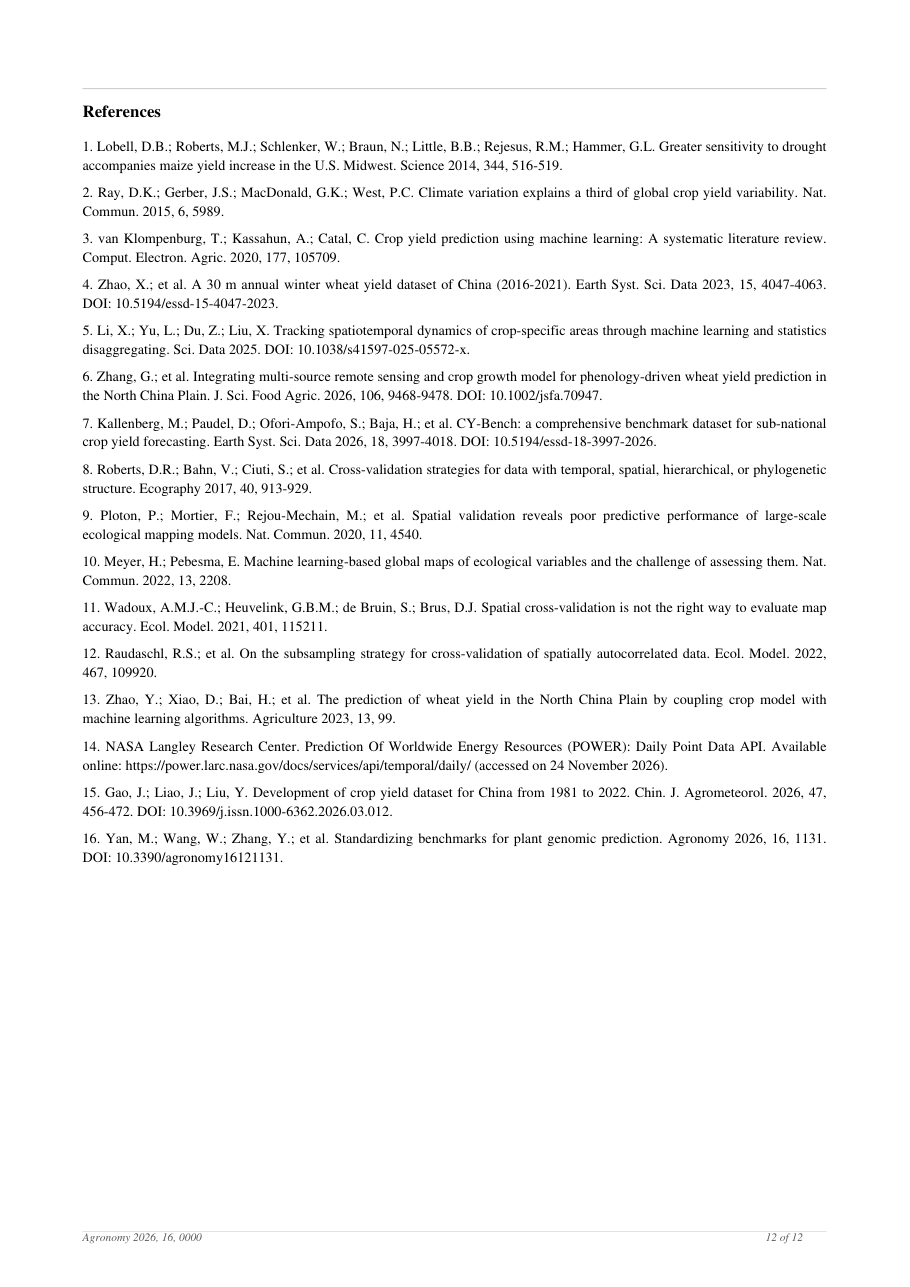 References
1. Lobell, D.B.; Roberts, M.J.; Schlenker, W.; Braun, N.; Little, B.B.; Rejesus, R.M.; Hammer, G.L. Greater sensitivity to drought
accompanies maize yield increase in the U.S. Midwest. Science 2014, 344, 516-519.
2. Ray, D.K.; Gerber, J.S.; MacDonald, G.K.; West, P.C. Climate variation explains a third of global crop yield variability. Nat.
Commun. 2015, 6, 5989.
3. van Klompenburg, T.; Kassahun, A.; Catal, C. Crop yield prediction using machine learning: A systematic literature review.
Comput. Electron. Agric. 2020, 177, 105709.
4. Zhao, X.; et al. A 30 m annual winter wheat yield dataset of China (2016-2021). Earth Syst. Sci. Data 2023, 15, 4047-4063.
DOI: 10.5194/essd-15-4047-2023.
5. Li, X.; Yu, L.; Du, Z.; Liu, X. Tracking spatiotemporal dynamics of crop-specific areas through machine learning and statistics
disaggregating. Sci. Data 2025. DOI: 10.1038/s41597-025-05572-x.
6. Zhang, G.; et al. Integrating multi-source remote sensing and crop growth model for phenology-driven wheat yield prediction in
the North China Plain. J. Sci. Food Agric. 2026, 106, 9468-9478. DOI: 10.1002/jsfa.70947.
7. Kallenberg, M.; Paudel, D.; Ofori-Ampofo, S.; Baja, H.; et al. CY-Bench: a comprehensive benchmark dataset for sub-national
crop yield forecasting. Earth Syst. Sci. Data 2026, 18, 3997-4018. DOI: 10.5194/essd-18-3997-2026.
8. Roberts, D.R.; Bahn, V.; Ciuti, S.; et al. Cross-validation strategies for data with temporal, spatial, hierarchical, or phylogenetic
structure. Ecography 2017, 40, 913-929.
9. Ploton, P.; Mortier, F.; Rejou-Mechain, M.; et al. Spatial validation reveals poor predictive performance of large-scale
ecological mapping models. Nat. Commun. 2020, 11, 4540.
10. Meyer, H.; Pebesma, E. Machine learning-based global maps of ecological variables and the challenge of assessing them. Nat.
Commun. 2022, 13, 2208.
11. Wadoux, A.M.J.-C.; Heuvelink, G.B.M.; de Bruin, S.; Brus, D.J. Spatial cross-validation is not the right way to evaluate map
accuracy. Ecol. Model. 2021, 401, 115211.
12. Raudaschl, R.S.; et al. On the subsampling strategy for cross-validation of spatially autocorrelated data. Ecol. Model. 2022,
467, 109920.
13. Zhao, Y.; Xiao, D.; Bai, H.; et al. The prediction of wheat yield in the North China Plain by coupling crop model with
machine learning algorithms. Agriculture 2023, 13, 99.
14. NASA Langley Research Center. Prediction Of Worldwide Energy Resources (POWER): Daily Point Data API. Available
online: https://power.larc.nasa.gov/docs/services/api/temporal/daily/ (accessed on 24 November 2026).
15. Gao, J.; Liao, J.; Liu, Y. Development of crop yield dataset for China from 1981 to 2022. Chin. J. Agrometeorol. 2026, 47,
456-472. DOI: 10.3969/j.issn.1000-6362.2026.03.012.
16. Yan, M.; Wang, W.; Zhang, Y.; et al. Standardizing benchmarks for plant genomic prediction. Agronomy 2026, 16, 1131.
DOI: 10.3390/agronomy16121131.
Agronomy 2026, 16, 0000
12 of 12